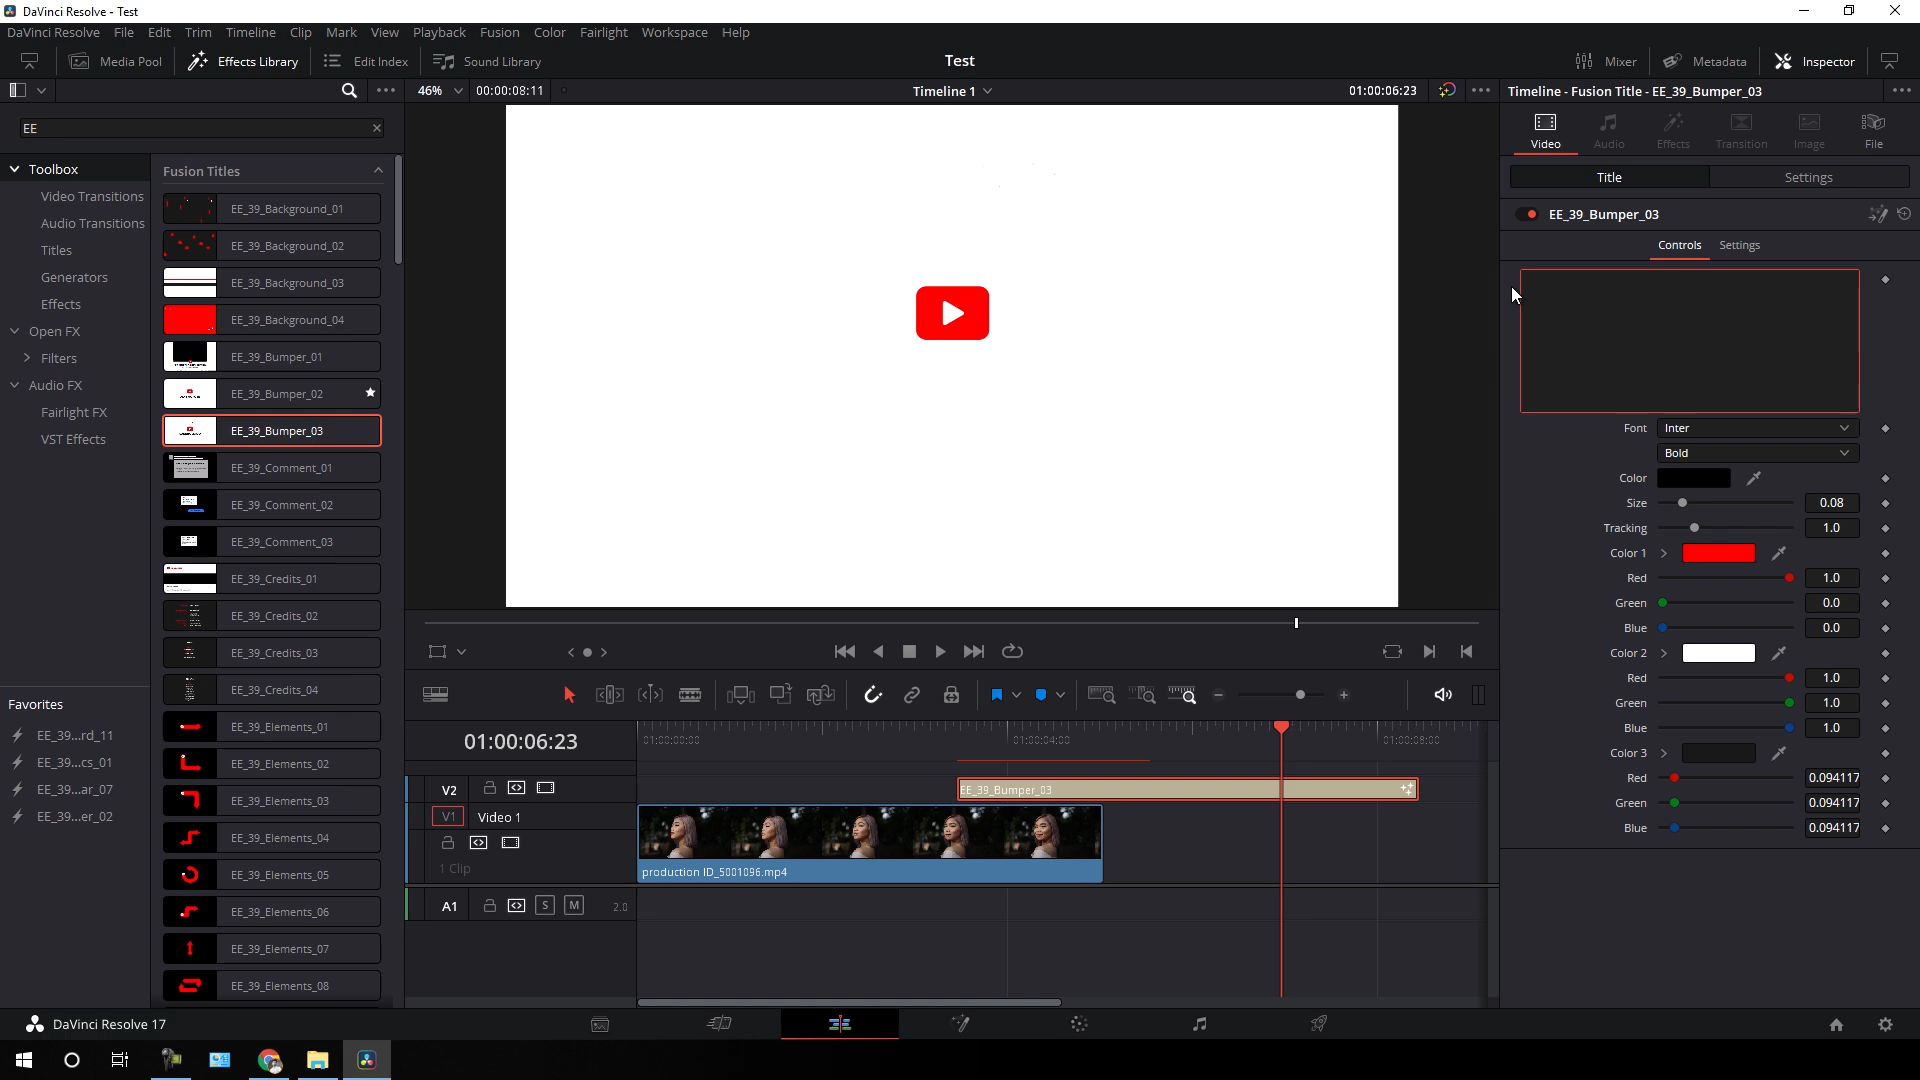 DaVinci Resolve - Test
DaVinci Resolve File Edit Trim Timeline Clip Mark View Playback Fusion Color Fairlight Workspace Help
Media Pool Effects Library Edit Index Sound Library Test Mixer Metadata Inspector
46% 00:00:08:11 Timeline 1 01:00:06:23 Timeline - Fusion Title - EE_39_Bumper_03
EE
Toolbox
Video Transitions
Audio Transitions
Titles
Generators
Effects
Open FX
Filters
Audio FX
Fairlight FX
VST Effects
Favorites
EE_39...rd_11
EE_39...cs_01
EE_39...ar_07
EE_39...er_02
Fusion Titles
EE_39_Background_01
EE_39_Background_02
EE_39_Background_03
EE_39_Background_04
EE_39_Bumper_01
EE_39_Bumper_02
EE_39_Bumper_03
EE_39_Comment_01
EE_39_Comment_02
EE_39_Comment_03
EE_39_Credits_01
EE_39_Credits_02
EE_39_Credits_03
EE_39_Credits_04
EE_39_Elements_01
EE_39_Elements_02
EE_39_Elements_03
EE_39_Elements_04
EE_39_Elements_05
EE_39_Elements_06
EE_39_Elements_07
EE_39_Elements_08
01:00:06:23
01:00:00:00 01:00:04:00 01:00:08:00
V2 EE_39_Bumper_03
V1 Video 1
1 Clip
production ID_5001096.mp4
A1 S M 2.0
Video Audio Effects Transition Image File
Title Settings
EE_39_Bumper_03
Controls Settings
Font Inter
Bold
Color
Size 0.08
Tracking 1.0
Color 1
Red 1.0
Green 0.0
Blue 0.0
Color 2
Red 1.0
Green 1.0
Blue 1.0
Color 3
Red 0.094117
Green 0.094117
Blue 0.094117
DaVinci Resolve 17